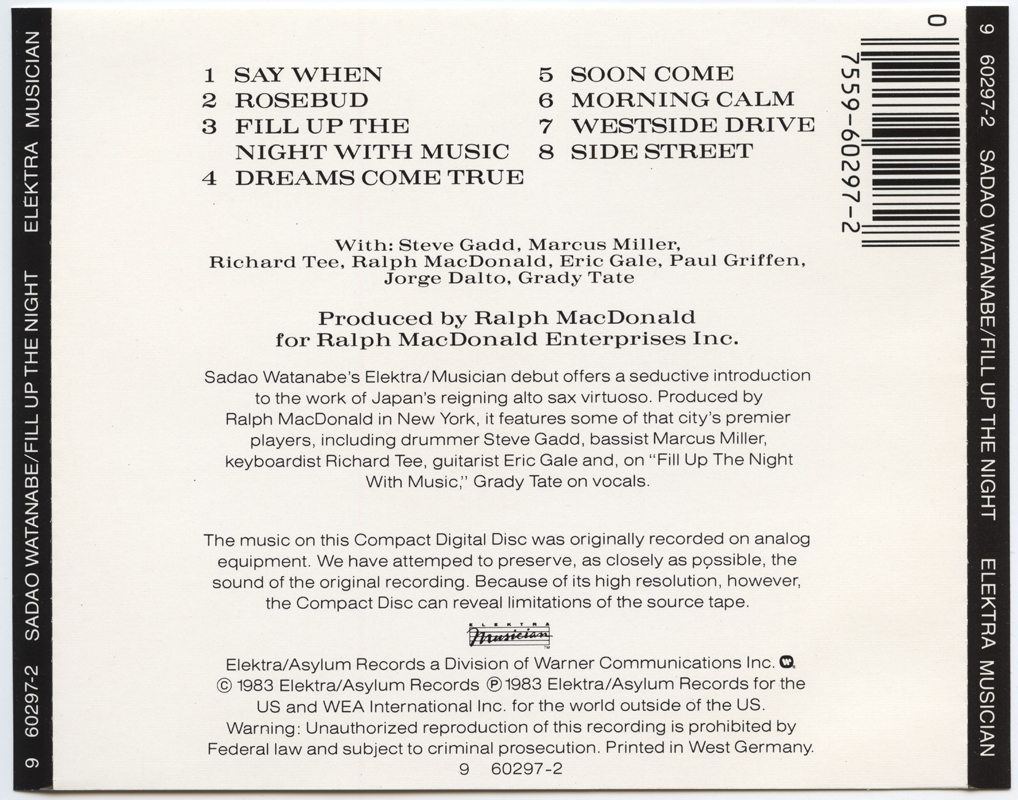 9 60297-2 SADAO WATANABE/FILL UP THE NIGHT ELEKTRA MUSICIAN
1 SAY WHEN
2 ROSEBUD
3 FILL UP THE
NIGHT WITH MUSIC
4 DREAMS COME TRUE
5 SOON COME
6 MORNING CALM
7 WESTSIDE DRIVE
8 SIDE STREET
0
7559-60297-2
With: Steve Gadd, Marcus Miller,
Richard Tee, Ralph MacDonald, Eric Gale, Paul Griffen,
Jorge Dalto, Grady Tate
Produced by Ralph MacDonald
for Ralph MacDonald Enterprises Inc.
Sadao Watanabe's Elektra/Musician debut offers a seductive introduction
to the work of Japan's reigning alto sax virtuoso. Produced by
Ralph MacDonald in New York, it features some of that city's premier
players, including drummer Steve Gadd, bassist Marcus Miller,
keyboardist Richard Tee, guitarist Eric Gale and, on "Fill Up The Night
With Music," Grady Tate on vocals.
The music on this Compact Digital Disc was originally recorded on analog
equipment. We have attemped to preserve, as closely as possible, the
sound of the original recording. Because of its high resolution, however,
the Compact Disc can reveal limitations of the source tape.
ELEKTRA
Musician
Elektra/Asylum Records a Division of Warner Communications Inc.
© 1983 Elektra/Asylum Records ℗ 1983 Elektra/Asylum Records for the
US and WEA International Inc. for the world outside of the US.
Warning: Unauthorized reproduction of this recording is prohibited by
Federal law and subject to criminal prosecution. Printed in West Germany.
9 60297-2
9 60297-2 SADAO WATANABE/FILL UP THE NIGHT ELEKTRA MUSICIAN